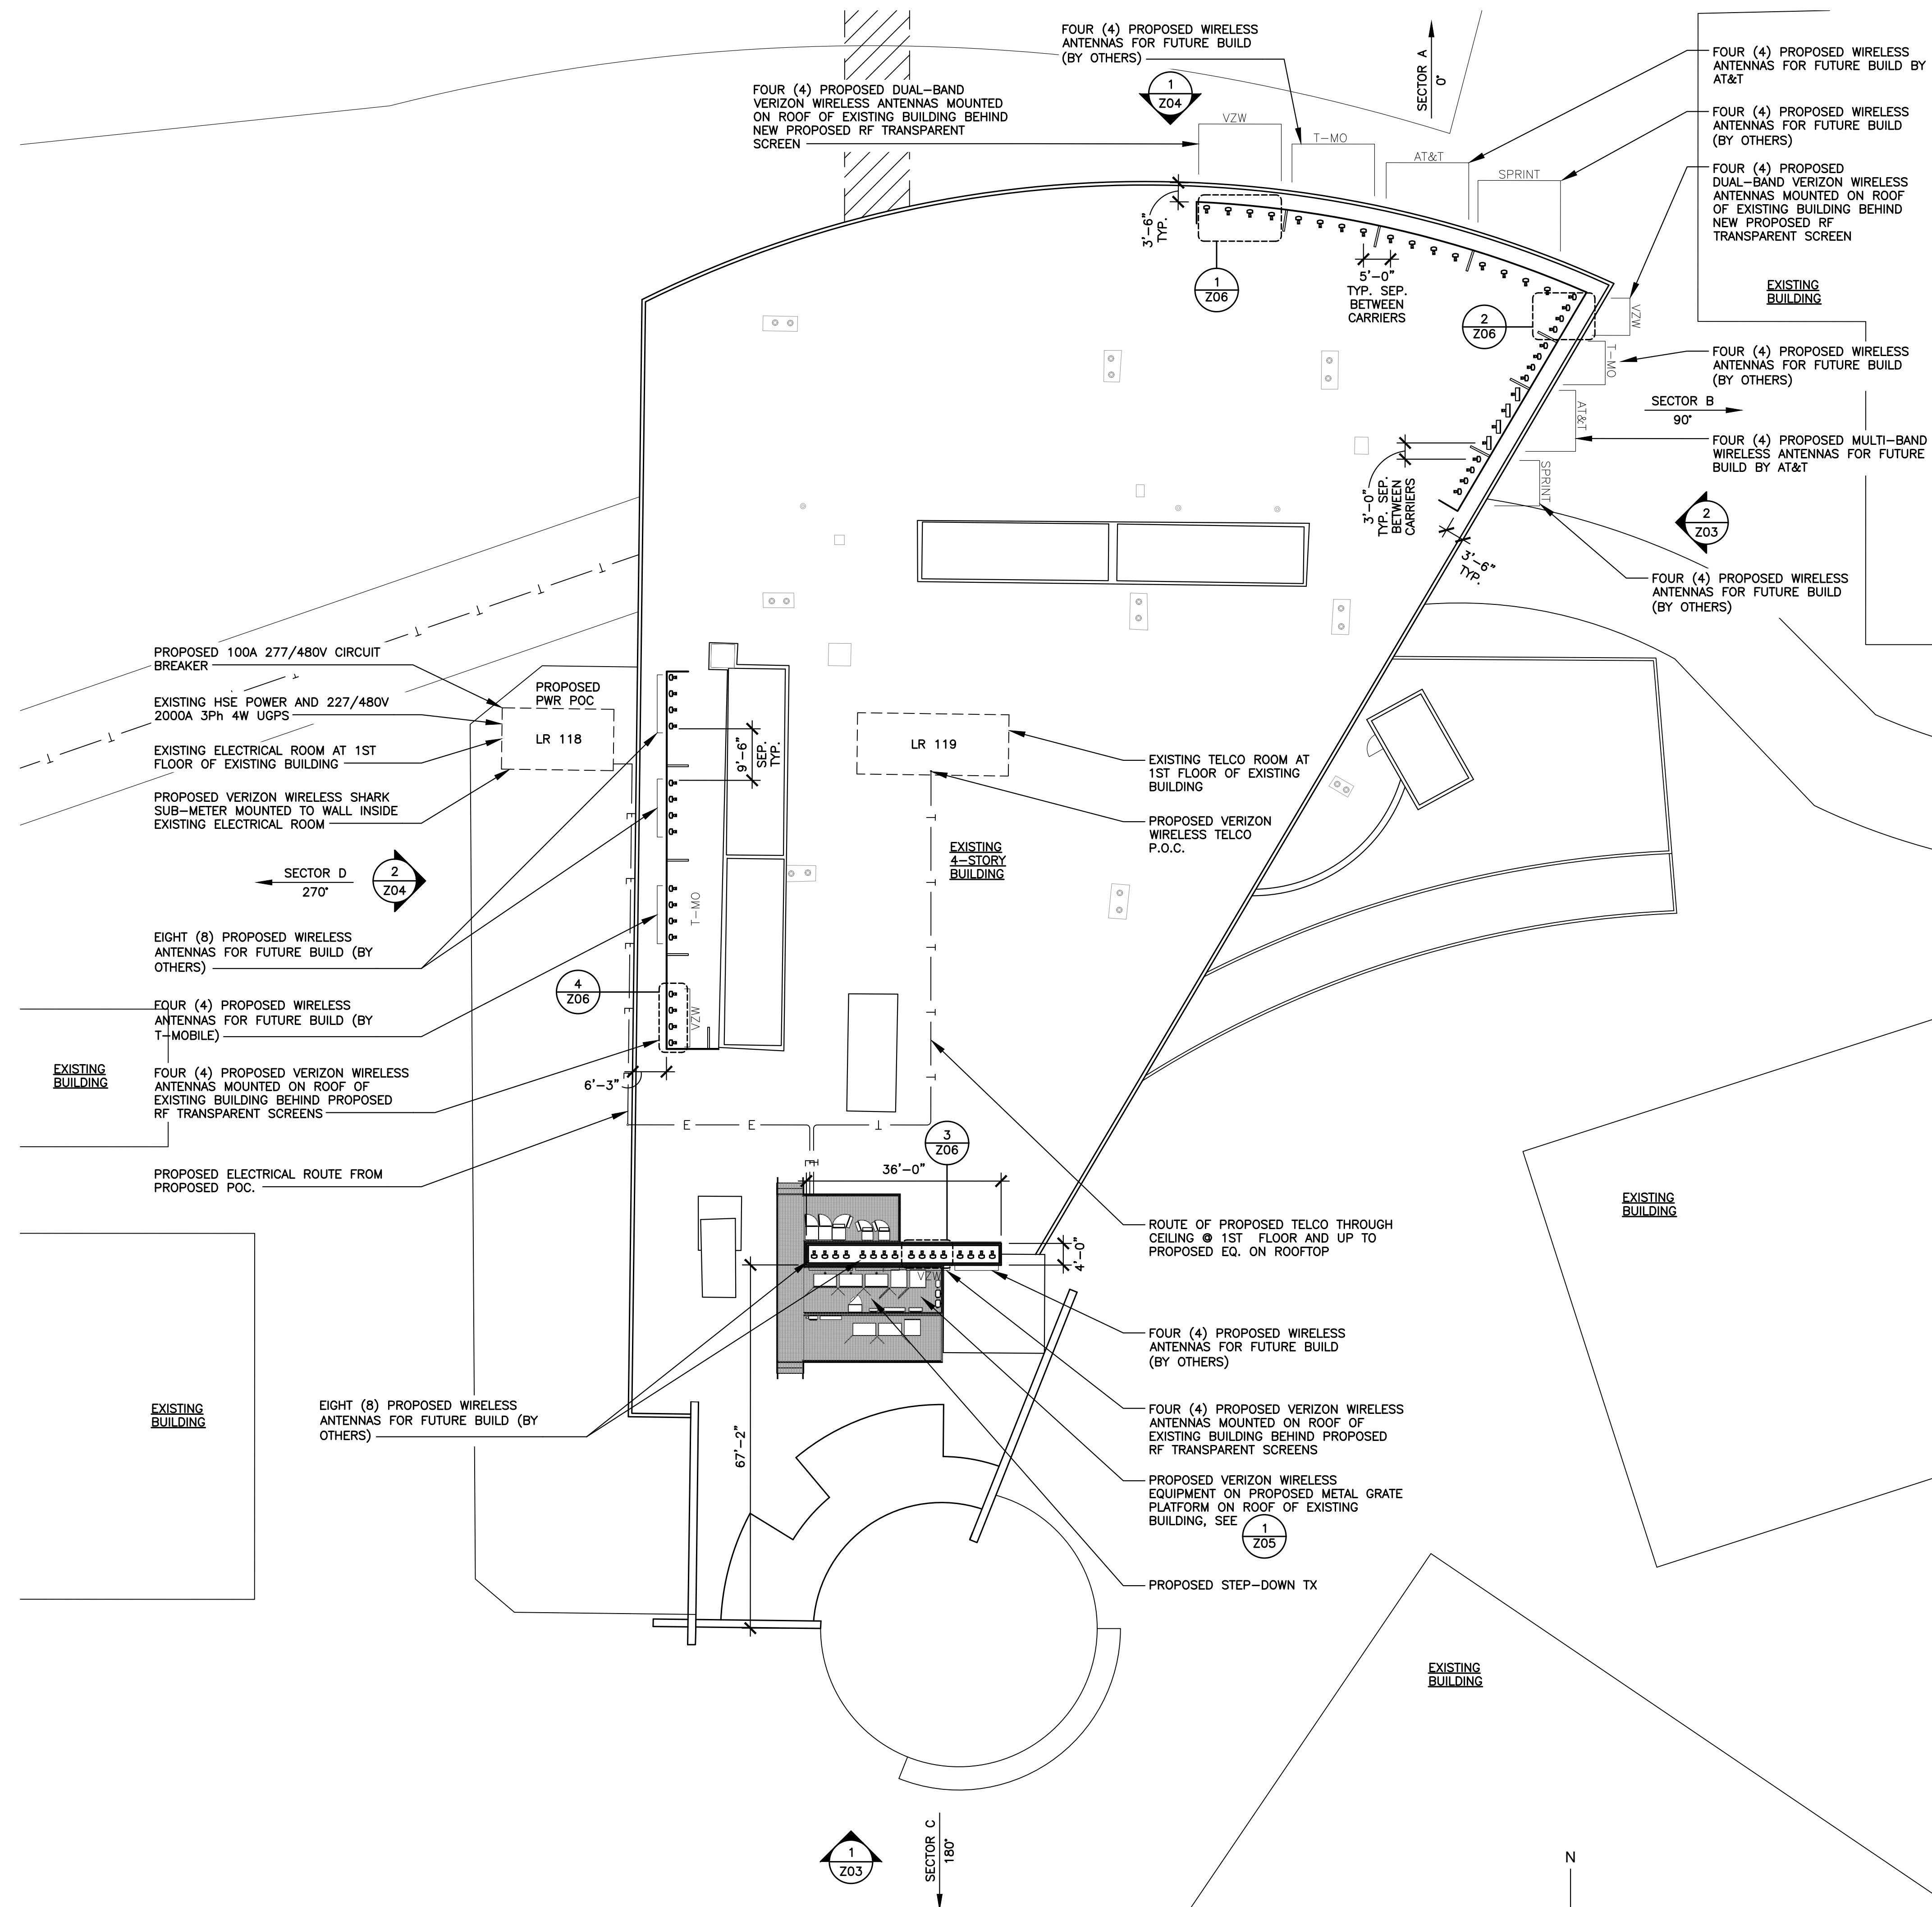 FOUR (4) PROPOSED WIRELESS
ANTENNAS FOR FUTURE BUILD
(BY OTHERS)
SECTOR A
0°
FOUR (4) PROPOSED WIRELESS
ANTENNAS FOR FUTURE BUILD BY
AT&T
FOUR (4) PROPOSED DUAL-BAND
VERIZON WIRELESS ANTENNAS MOUNTED
ON ROOF OF EXISTING BUILDING BEHIND
NEW PROPOSED RF TRANSPARENT
SCREEN
1
Z04
VZW
T-MO
AT&T
SPRINT
FOUR (4) PROPOSED WIRELESS
ANTENNAS FOR FUTURE BUILD
(BY OTHERS)
FOUR (4) PROPOSED
DUAL-BAND VERIZON WIRELESS
ANTENNAS MOUNTED ON ROOF
OF EXISTING BUILDING BEHIND
NEW PROPOSED RF
TRANSPARENT SCREEN
3'-6"
TYP.
1
Z06
5'-0"
TYP. SEP.
BETWEEN
CARRIERS
2
Z06
EXISTING
BUILDING
VZW
T-MO
AT&T
SPRINT
FOUR (4) PROPOSED WIRELESS
ANTENNAS FOR FUTURE BUILD
(BY OTHERS)
SECTOR B
90°
FOUR (4) PROPOSED MULTI-BAND
WIRELESS ANTENNAS FOR FUTURE
BUILD BY AT&T
3'-0"
TYP. SEP.
BETWEEN
CARRIERS
2
Z03
3'-6"
TYP.
FOUR (4) PROPOSED WIRELESS
ANTENNAS FOR FUTURE BUILD
(BY OTHERS)
T
T
T
T
T
T
PROPOSED 100A 277/480V CIRCUIT
BREAKER
EXISTING HSE POWER AND 227/480V
2000A 3Ph 4W UGPS
EXISTING ELECTRICAL ROOM AT 1ST
FLOOR OF EXISTING BUILDING
PROPOSED VERIZON WIRELESS SHARK
SUB-METER MOUNTED TO WALL INSIDE
EXISTING ELECTRICAL ROOM
PROPOSED
PWR POC
LR 118
9'-6"
SEP.
TYP.
LR 119
EXISTING TELCO ROOM AT
1ST FLOOR OF EXISTING
BUILDING
PROPOSED VERIZON
WIRELESS TELCO
P.O.C.
EXISTING
4-STORY
BUILDING
SECTOR D
270°
2
Z04
T-MO
EIGHT (8) PROPOSED WIRELESS
ANTENNAS FOR FUTURE BUILD (BY
OTHERS)
4
Z06
VZW
FOUR (4) PROPOSED WIRELESS
ANTENNAS FOR FUTURE BUILD (BY
T-MOBILE)
EXISTING
BUILDING
FOUR (4) PROPOSED VERIZON WIRELESS
ANTENNAS MOUNTED ON ROOF OF
EXISTING BUILDING BEHIND PROPOSED
RF TRANSPARENT SCREENS
6'-3"
E
E
T
3
Z06
36'-0"
PROPOSED ELECTRICAL ROUTE FROM
PROPOSED POC.
EXISTING
BUILDING
ROUTE OF PROPOSED TELCO THROUGH
CEILING @ 1ST FLOOR AND UP TO
PROPOSED EQ. ON ROOFTOP
4'-0"
VZW
FOUR (4) PROPOSED WIRELESS
ANTENNAS FOR FUTURE BUILD
(BY OTHERS)
EXISTING
BUILDING
EIGHT (8) PROPOSED WIRELESS
ANTENNAS FOR FUTURE BUILD (BY
OTHERS)
67'-2"
FOUR (4) PROPOSED VERIZON WIRELESS
ANTENNAS MOUNTED ON ROOF OF
EXISTING BUILDING BEHIND PROPOSED
RF TRANSPARENT SCREENS
PROPOSED VERIZON WIRELESS
EQUIPMENT ON PROPOSED METAL GRATE
PLATFORM ON ROOF OF EXISTING
BUILDING, SEE
1
Z05
PROPOSED STEP-DOWN TX
EXISTING
BUILDING
1
Z03
SECTOR C
180°
N